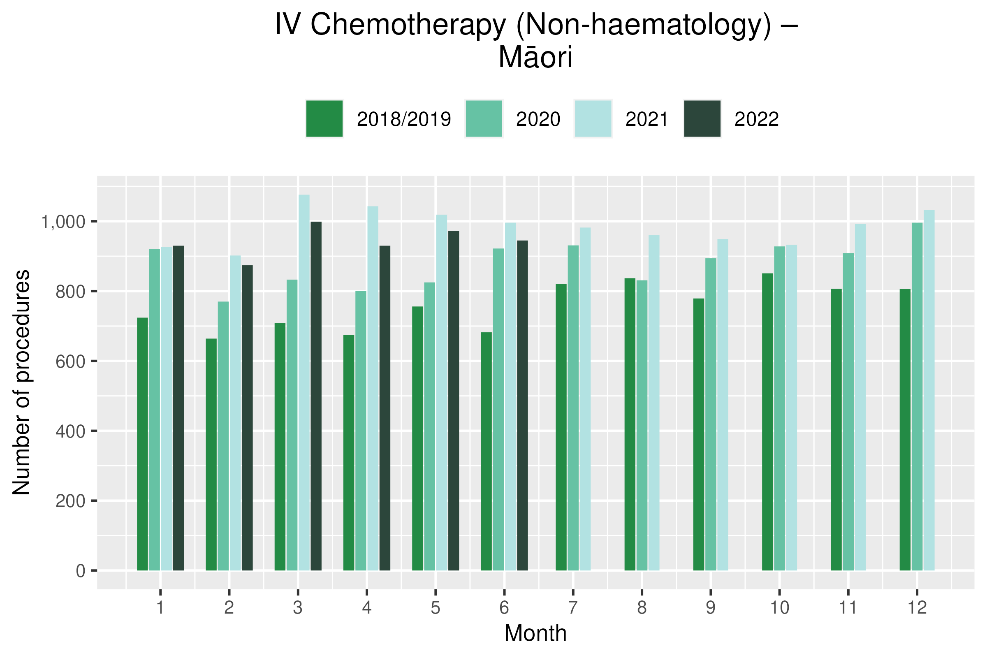 IV Chemotherapy (Non-haematology) –
Māori
2018/2019 2020 2021 2022
Number of procedures
1,000
800
600
400
200
0
1 2 3 4 5 6 7 8 9 10 11 12
Month